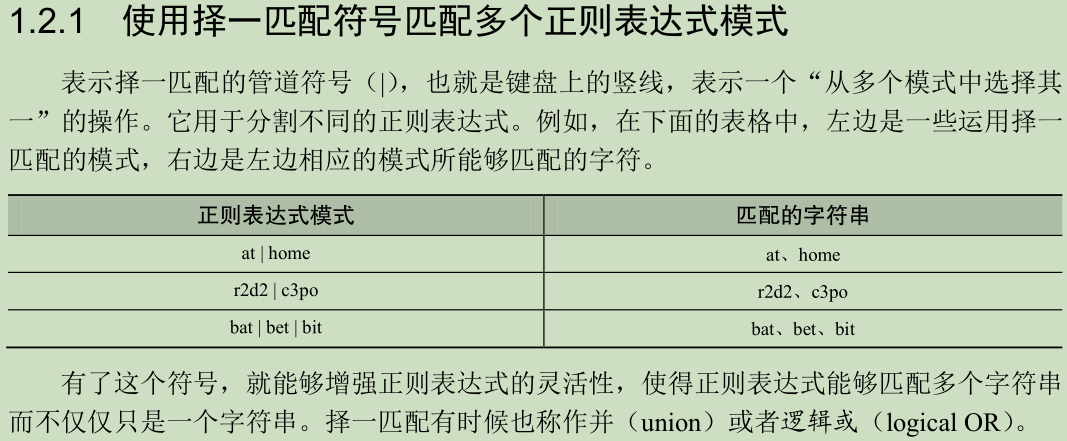 1.2.1 使用择一匹配符号匹配多个正则表达式模式
表示择一匹配的管道符号（|），也就是键盘上的竖线，表示一个“从多个模式中选择其
一”的操作。它用于分割不同的正则表达式。例如，在下面的表格中，左边是一些运用择一
匹配的模式，右边是左边相应的模式所能够匹配的字符。
正则表达式模式 匹配的字符串
at | home at、home
r2d2 | c3po r2d2、c3po
bat | bet | bit bat、bet、bit
有了这个符号，就能够增强正则表达式的灵活性，使得正则表达式能够匹配多个字符串
而不仅仅只是一个字符串。择一匹配有时候也称作并（union）或者逻辑或（logical OR）。